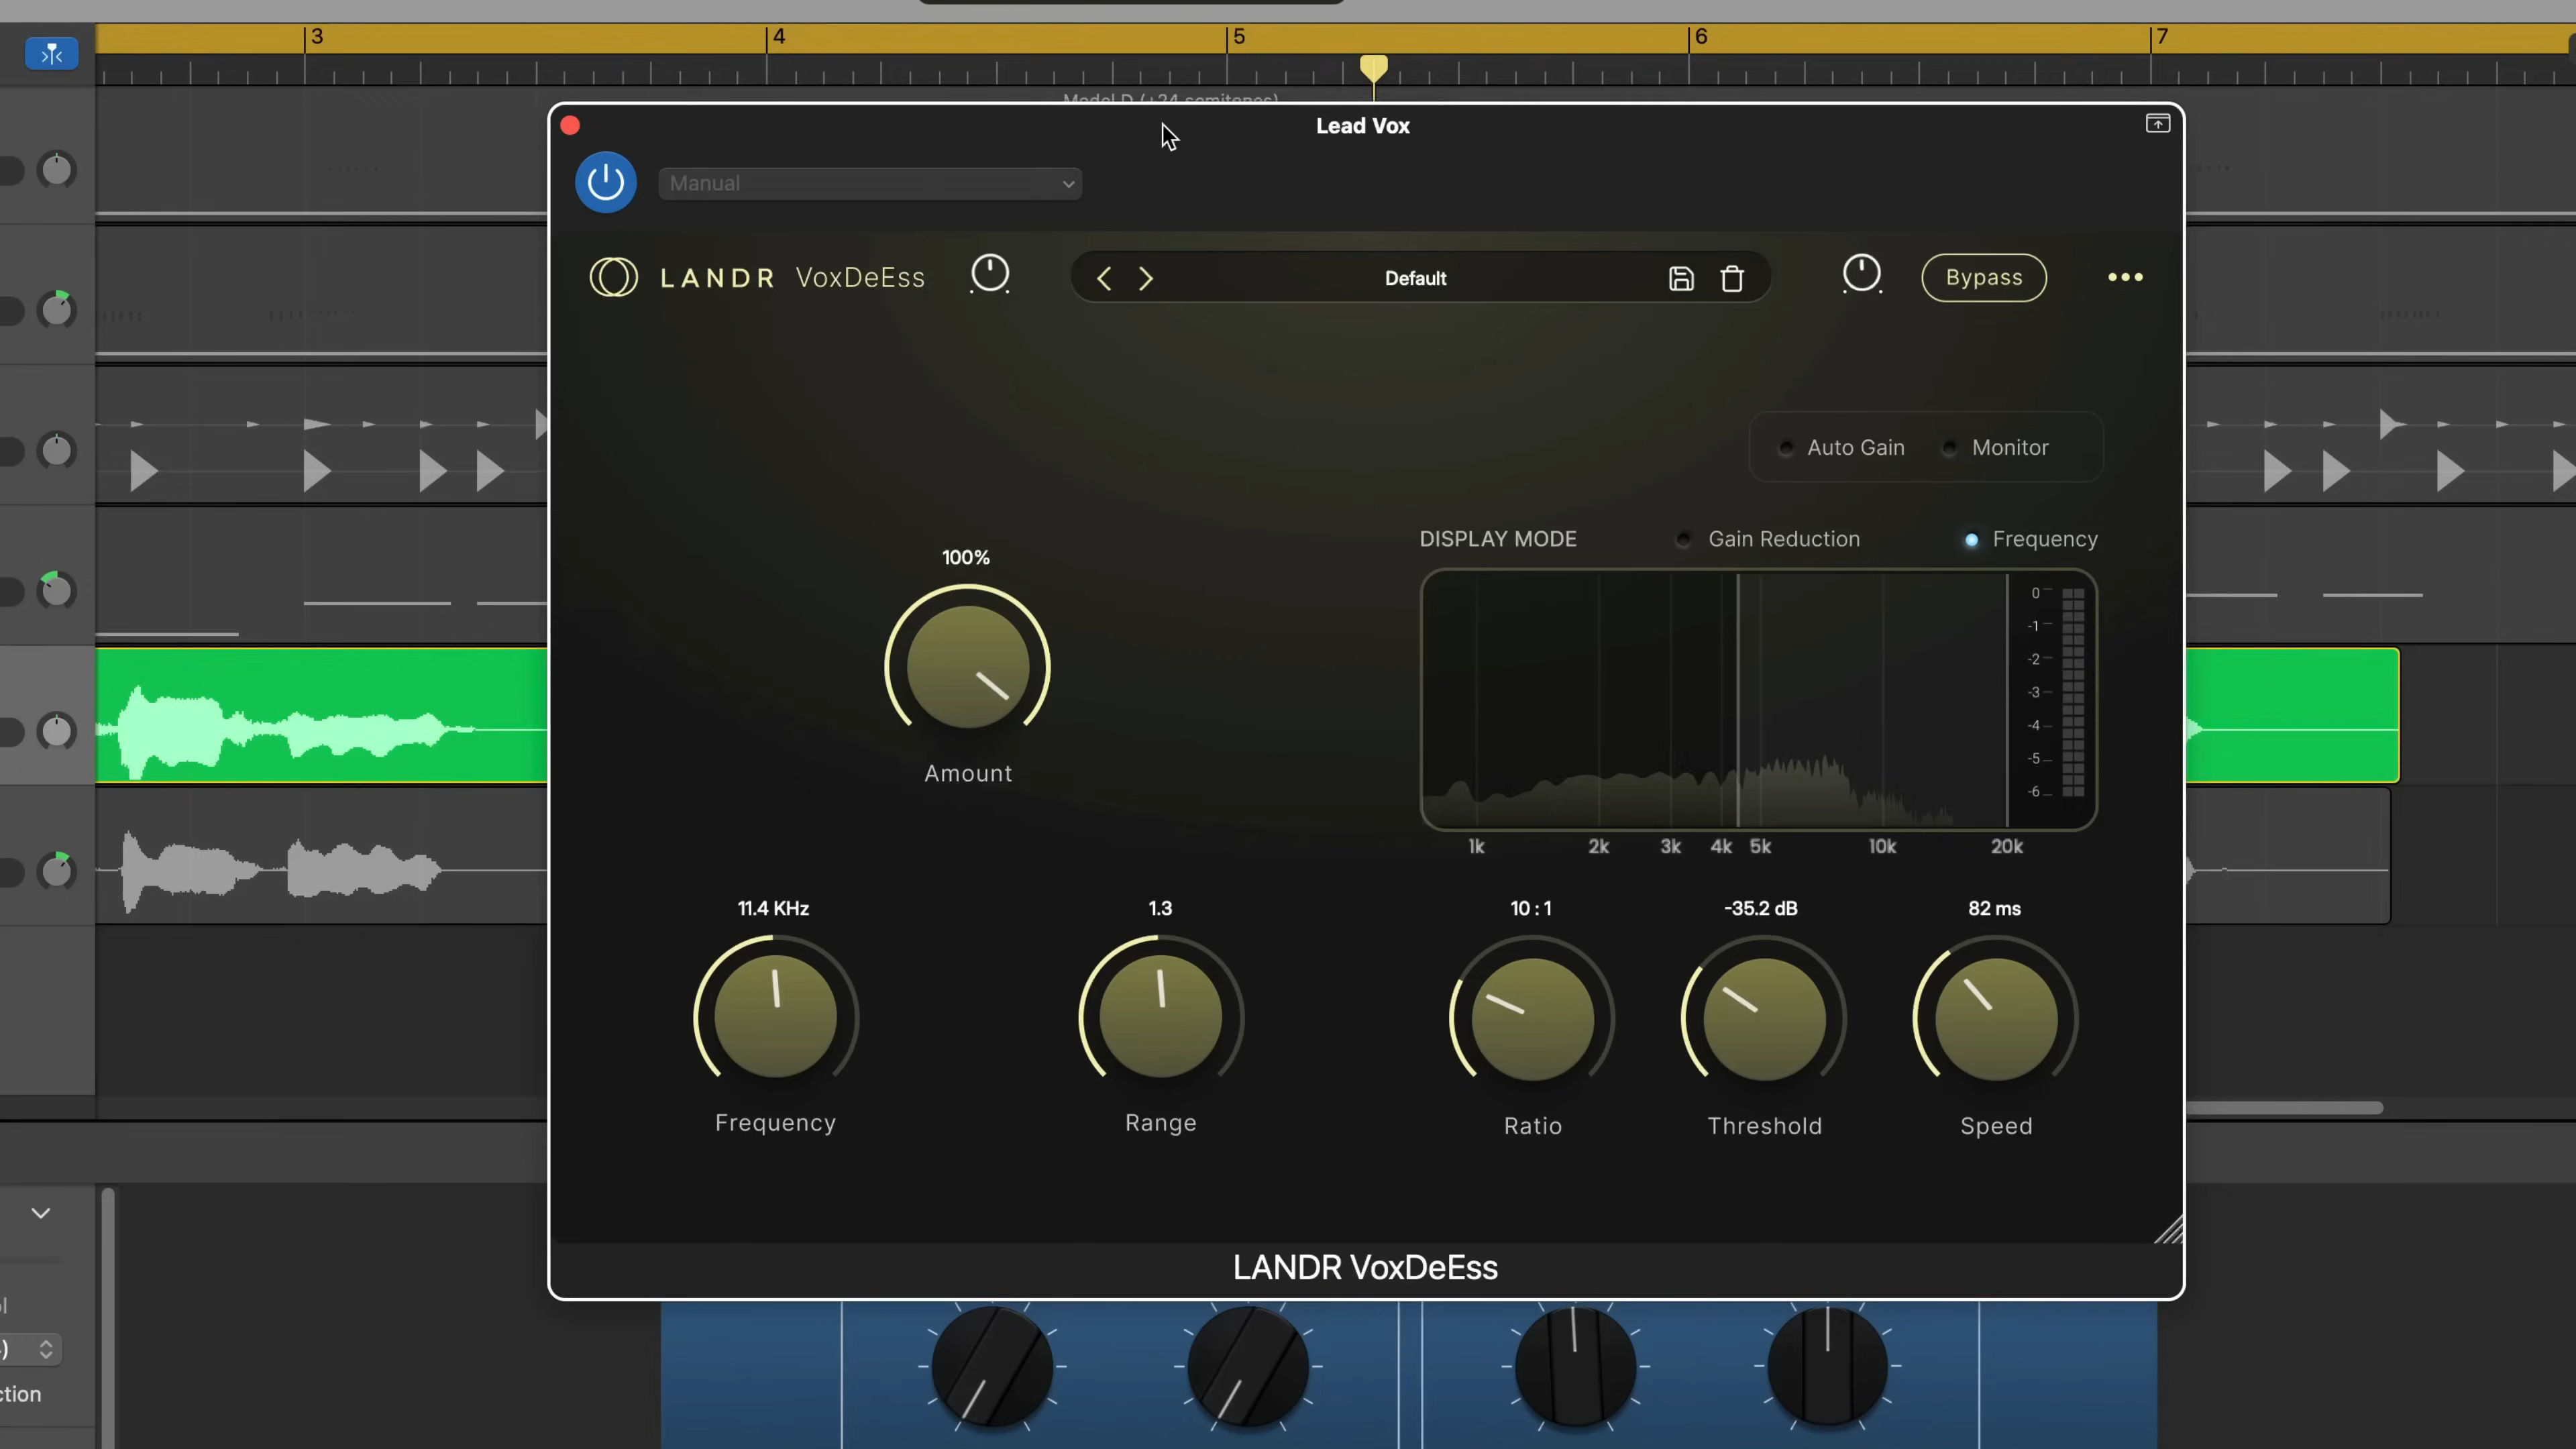 3
4
5
6
7
Lead Vox
Manual
LANDR VoxDeEss
Default
Bypass
Auto Gain
Monitor
DISPLAY MODE
Gain Reduction
Frequency
100%
Amount
0
-1
-2
-3
-4
-5
-6
1k
2k
3k
4k
5k
10k
20k
11.4 KHz
1.3
10 : 1
-35.2 dB
82 ms
Frequency
Range
Ratio
Threshold
Speed
LANDR VoxDeEss
ction